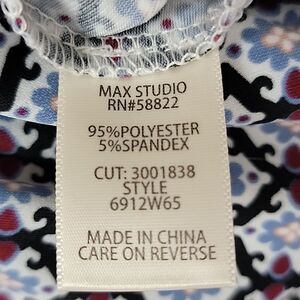 MAX STUDIO
RN#58822
95%POLYESTER
5%SPANDEX
CUT: 3001838
STYLE
6912W65
MADE IN CHINA
CARE ON REVERSE